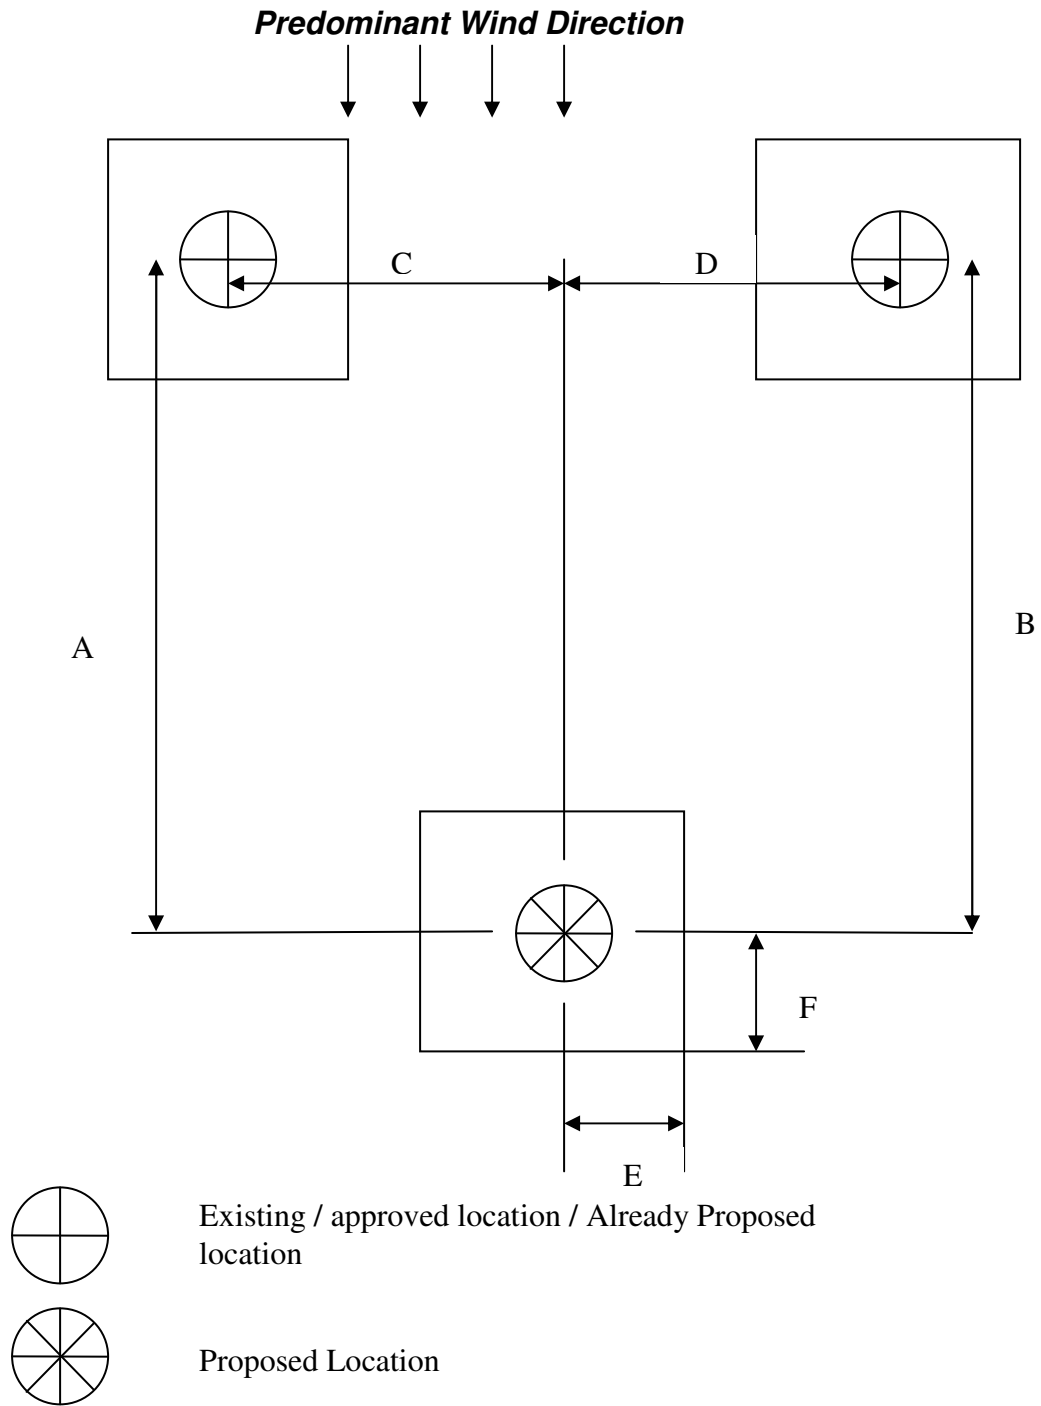 Predominant Wind Direction
C
D
A
B
F
E
Existing / approved location / Already Proposed
location
Proposed Location